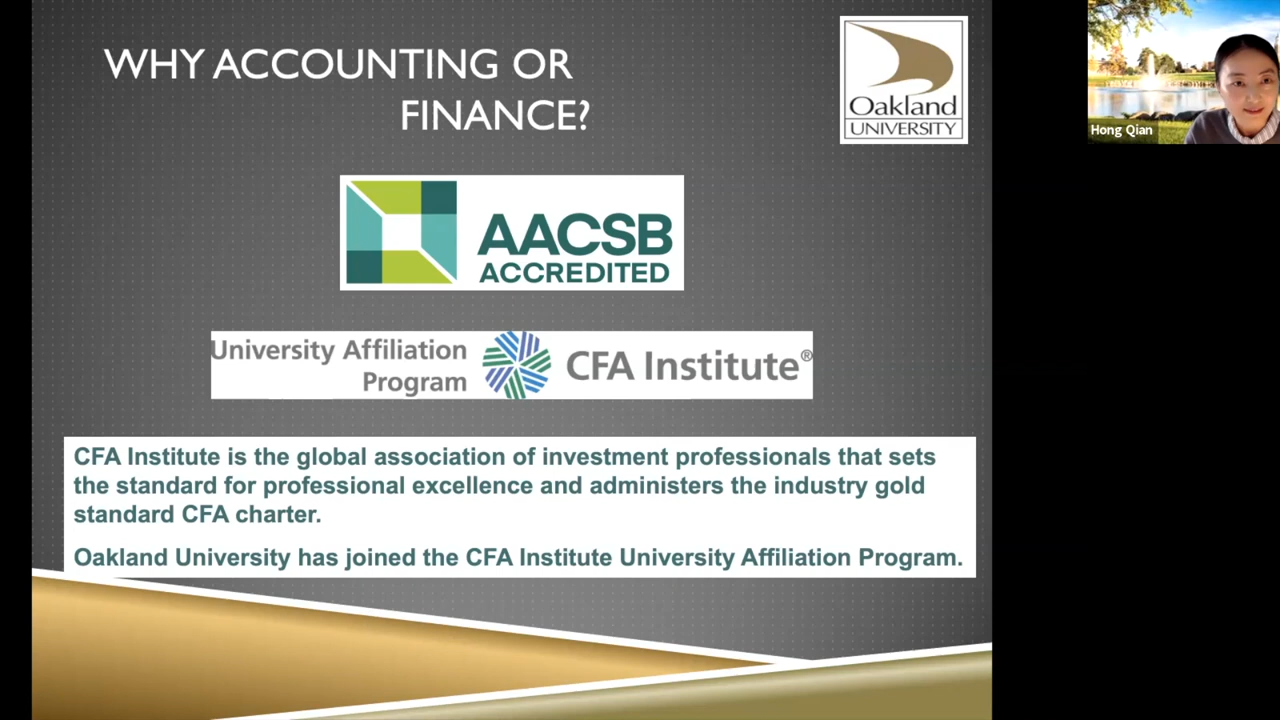 WHY ACCOUNTING OR
FINANCE?
Oakland
UNIVERSITY
Hong Qian
AACSB
ACCREDITED
University Affiliation
Program
CFA Institute®
CFA Institute is the global association of investment professionals that sets
the standard for professional excellence and administers the industry gold
standard CFA charter.
Oakland University has joined the CFA Institute University Affiliation Program.